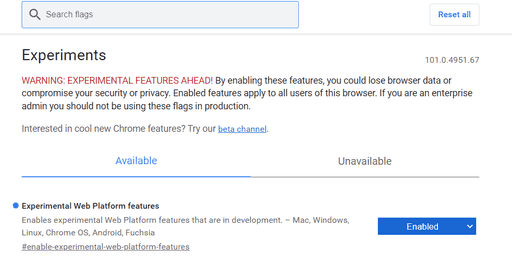 Search flags
Reset all
Experiments
101.0.4951.67
WARNING: EXPERIMENTAL FEATURES AHEAD! By enabling these features, you could lose browser data or
compromise your security or privacy. Enabled features apply to all users of this browser. If you are an enterprise
admin you should not be using these flags in production.
Interested in cool new Chrome features? Try our beta channel.
Available
Unavailable
Experimental Web Platform features
Enables experimental Web Platform features that are in development. – Mac, Windows,
Linux, Chrome OS, Android, Fuchsia
#enable-experimental-web-platform-features
Enabled